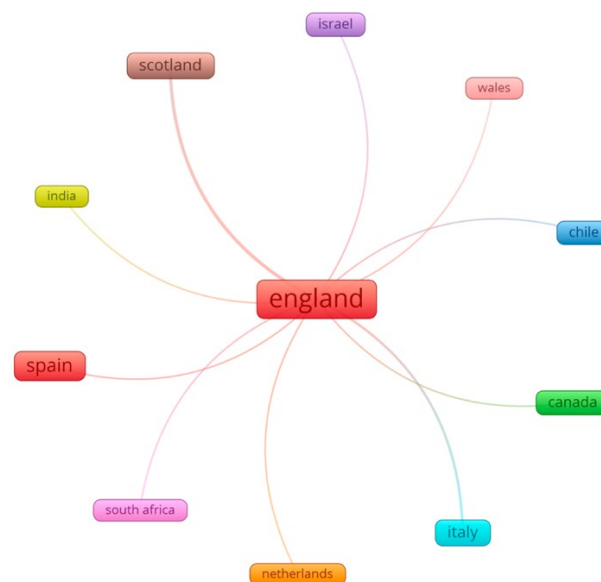 israel
scotland
wales
india
chile
england
spain
canada
south africa
italy
netherlands